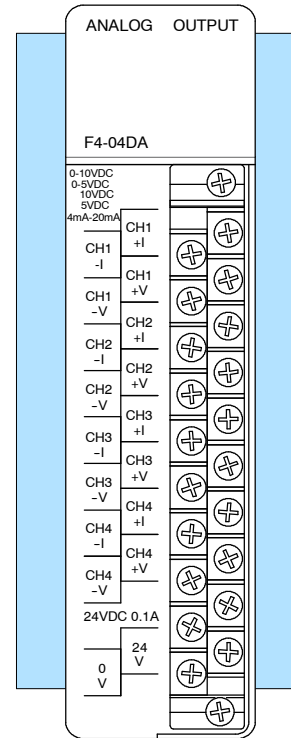 ANALOG OUTPUT
F4-04DA
0-10VDC
0-5VDC
10VDC
5VDC
4mA-20mA
CH1
+I
CH1
-I
CH1
+V
CH1
-V
CH2
+I
CH2
-I
CH2
+V
CH2
-V
CH3
+I
CH3
-I
CH3
+V
CH3
-V
CH4
+I
CH4
-I
CH4
+V
CH4
-V
24VDC 0.1A
24
V
0
V